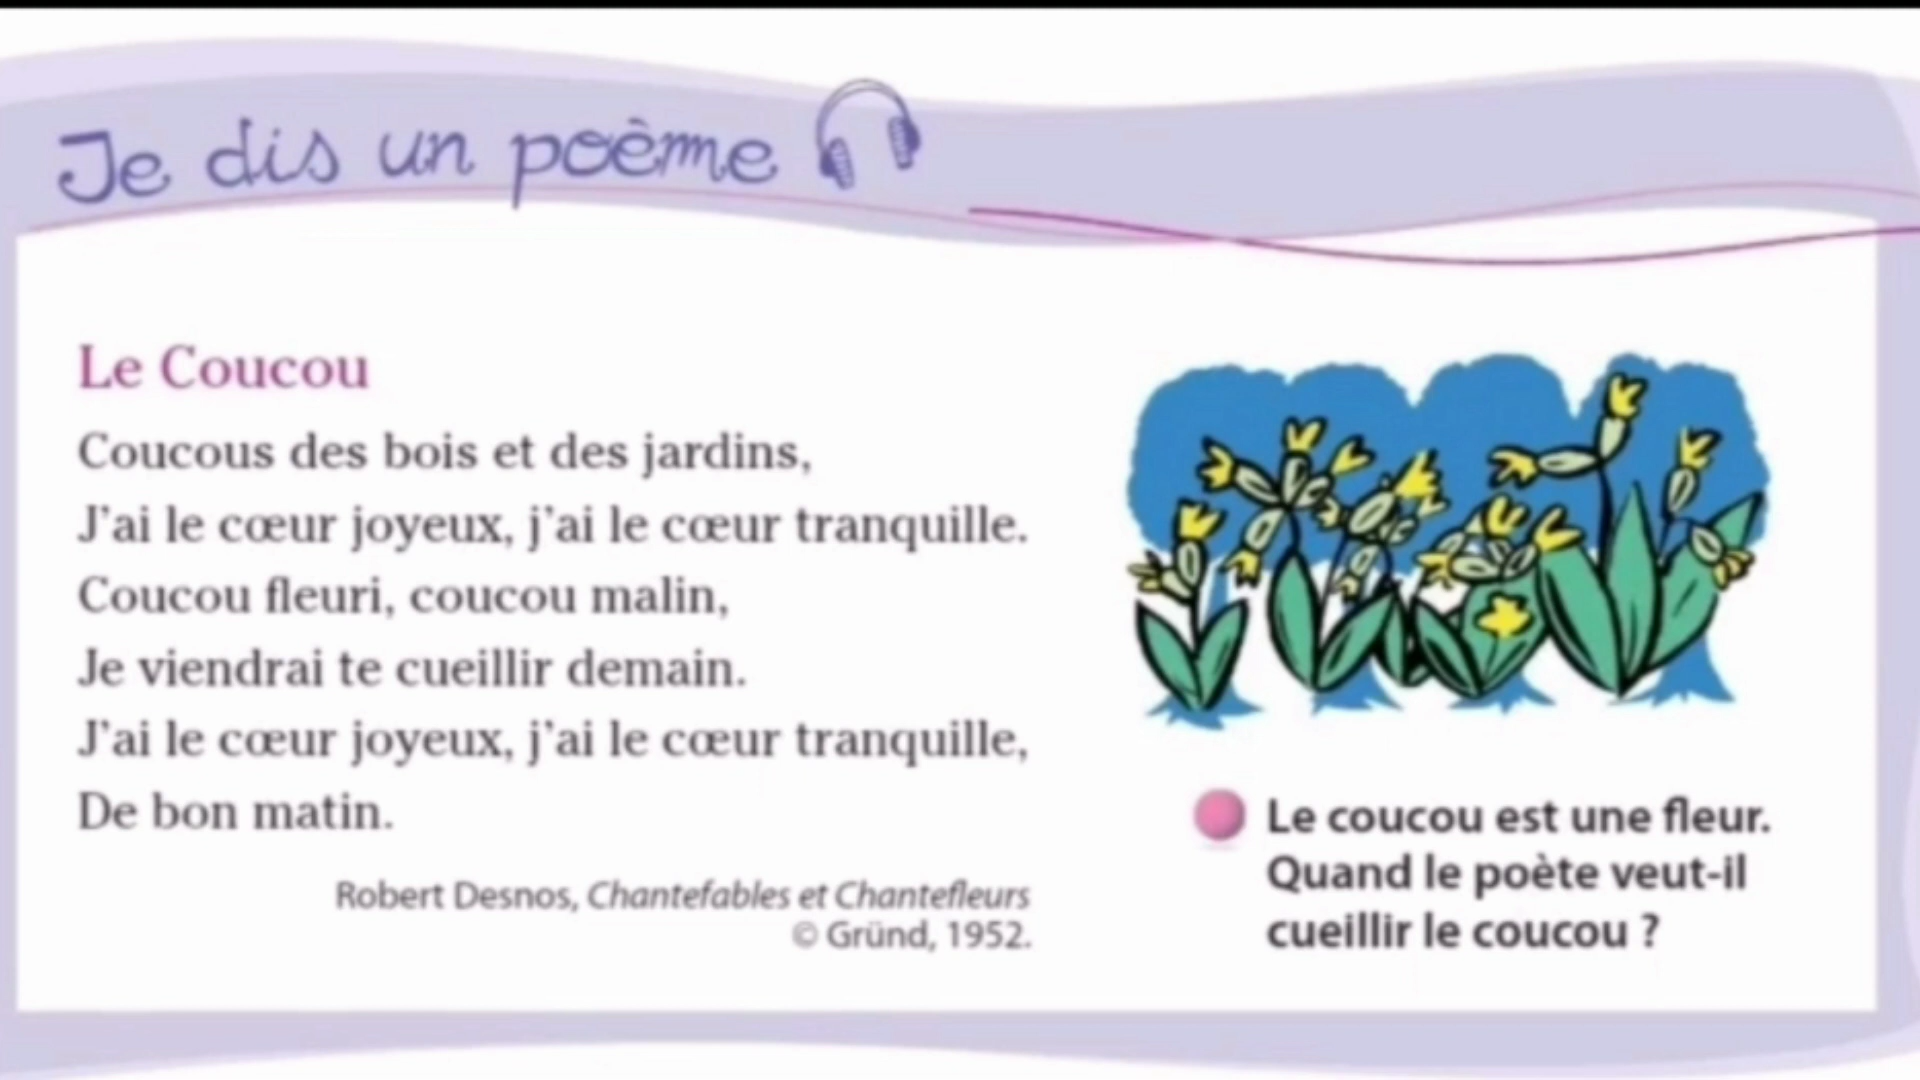 Je dis un poème
Le Coucou
Coucous des bois et des jardins,
J'ai le cœur joyeux, j'ai le cœur tranquille.
Coucou fleuri, coucou malin,
Je viendrai te cueillir demain.
J'ai le cœur joyeux, j'ai le cœur tranquille,
De bon matin.
Robert Desnos, Chantefables et Chantefleurs
© Gründ, 1952.
Le coucou est une fleur.
Quand le poète veut-il
cueillir le coucou ?